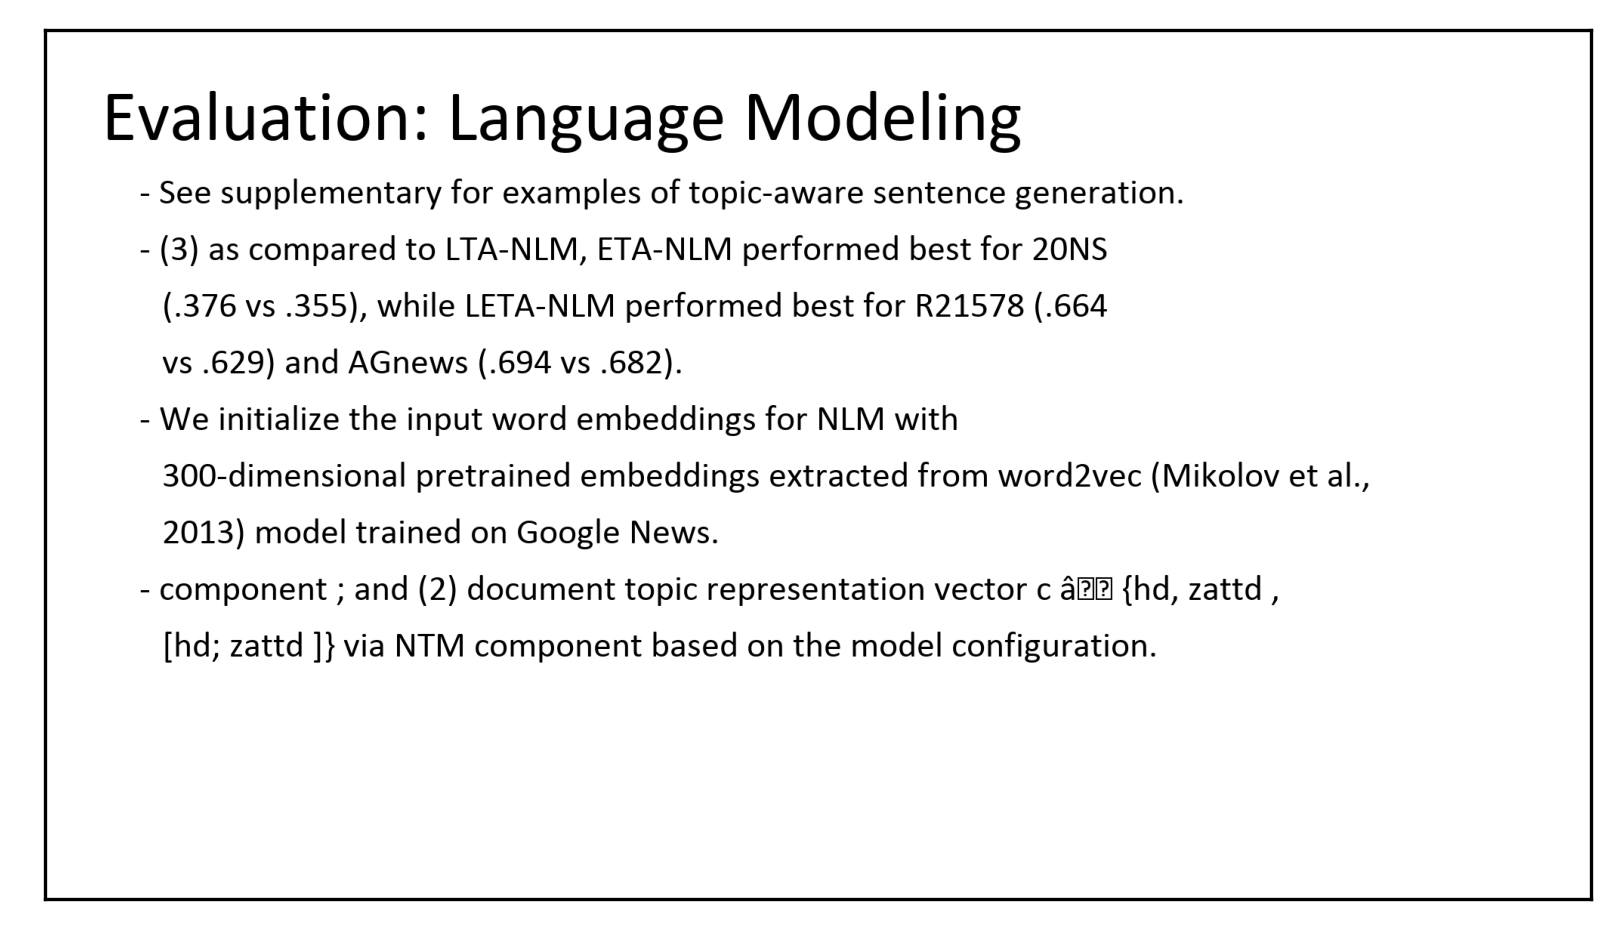 Evaluation: Language Modeling
- See supplementary for examples of topic-aware sentence generation.
- (3) as compared to LTA-NLM, ETA-NLM performed best for 20NS
(.376 vs .355), while LETA-NLM performed best for R21578 (.664
vs .629) and AGnews (.694 vs .682).
- We initialize the input word embeddings for NLM with
300-dimensional pretrained embeddings extracted from word2vec (Mikolov et al.,
2013) model trained on Google News.
- component ; and (2) document topic representation vector c â�� {hd, zattd ,
[hd; zattd ]} via NTM component based on the model configuration.